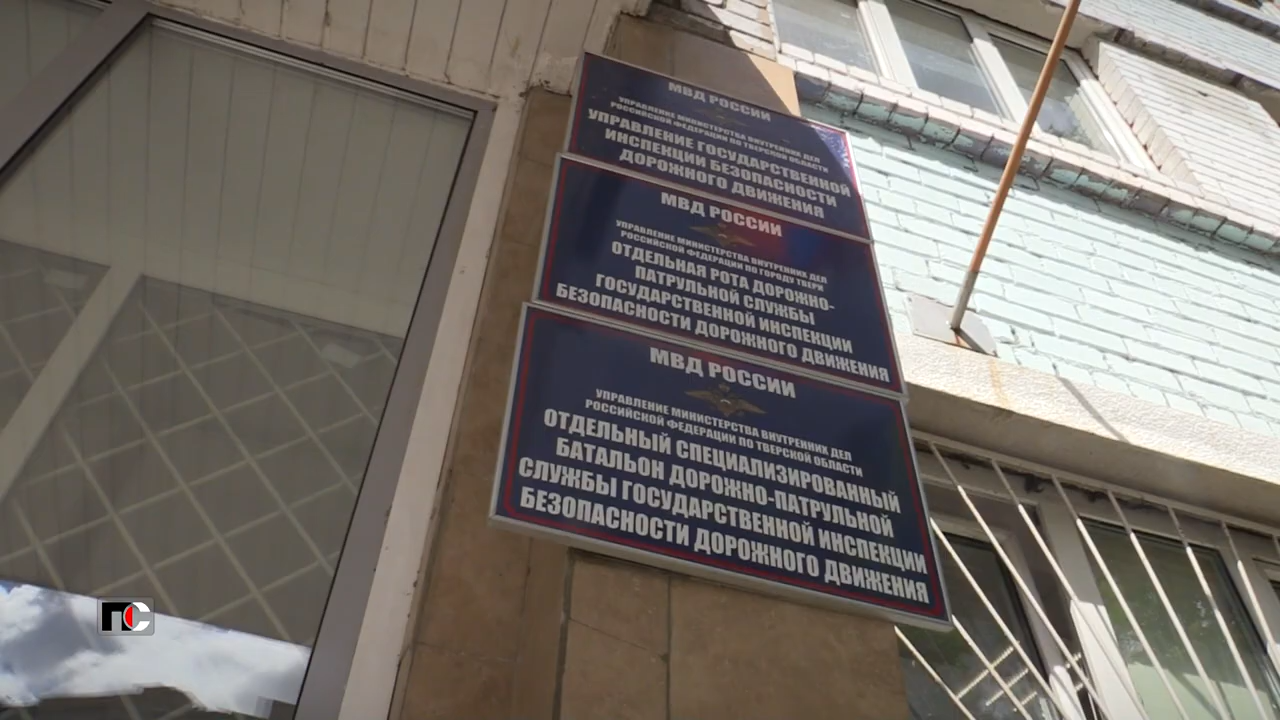 МВД РОССИИ
УПРАВЛЕНИЕ МИНИСТЕРСТВА ВНУТРЕННИХ ДЕЛ
РОССИЙСКОЙ ФЕДЕРАЦИИ ПО ТВЕРСКОЙ ОБЛАСТИ
УПРАВЛЕНИЕ ГОСУДАРСТВЕННОЙ
ИНСПЕКЦИИ БЕЗОПАСНОСТИ
ДОРОЖНОГО ДВИЖЕНИЯ
МВД РОССИИ
УПРАВЛЕНИЕ МИНИСТЕРСТВА ВНУТРЕННИХ ДЕЛ
РОССИЙСКОЙ ФЕДЕРАЦИИ ПО ГОРОДУ ТВЕРИ
ОТДЕЛЬНАЯ РОТА ДОРОЖНО-
ПАТРУЛЬНОЙ СЛУЖБЫ
ГОСУДАРСТВЕННОЙ ИНСПЕКЦИИ
БЕЗОПАСНОСТИ ДОРОЖНОГО ДВИЖЕНИЯ
МВД РОССИИ
УПРАВЛЕНИЕ МИНИСТЕРСТВА ВНУТРЕННИХ ДЕЛ
РОССИЙСКОЙ ФЕДЕРАЦИИ ПО ТВЕРСКОЙ ОБЛАСТИ
ОТДЕЛЬНЫЙ СПЕЦИАЛИЗИРОВАННЫЙ
БАТАЛЬОН ДОРОЖНО-ПАТРУЛЬНОЙ
СЛУЖБЫ ГОСУДАРСТВЕННОЙ ИНСПЕКЦИИ
БЕЗОПАСНОСТИ ДОРОЖНОГО ДВИЖЕНИЯ
ПС